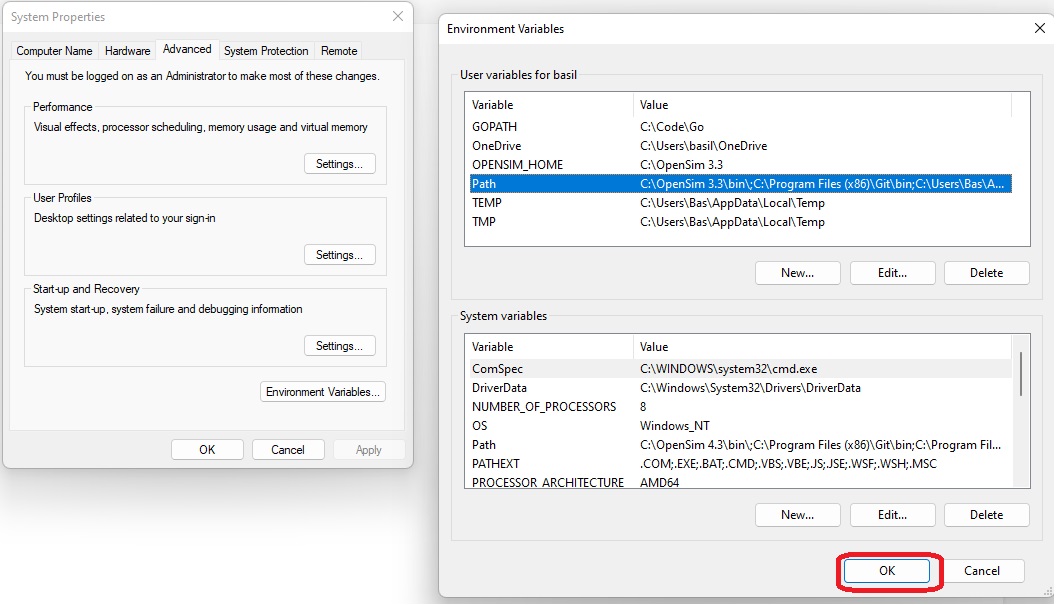 System Properties
Computer Name Hardware Advanced System Protection Remote
You must be logged on as an Administrator to make most of these changes.
Performance
Visual effects, processor scheduling, memory usage and virtual memory
Settings...
User Profiles
Desktop settings related to your sign-in
Settings...
Start-up and Recovery
System start-up, system failure and debugging information
Settings...
Environment Variables...
OK Cancel Apply
Environment Variables
User variables for basil
Variable Value
GOPATH C:\Code\Go
OneDrive C:\Users\basil\OneDrive
OPENSIM_HOME C:\OpenSim 3.3
Path C:\OpenSim 3.3\bin\;C:\Program Files (x86)\Git\bin;C:\Users\Bas\A...
TEMP C:\Users\Bas\AppData\Local\Temp
TMP C:\Users\Bas\AppData\Local\Temp
New... Edit... Delete
System variables
Variable Value
ComSpec C:\WINDOWS\system32\cmd.exe
DriverData C:\Windows\System32\Drivers\DriverData
NUMBER_OF_PROCESSORS 8
OS Windows_NT
Path C:\OpenSim 4.3\bin\;C:\Program Files (x86)\Git\bin;C:\Program Fil...
PATHEXT .COM;.EXE;.BAT;.CMD;.VBS;.VBE;.JS;.JSE;.WSF;.WSH;.MSC
PROCESSOR_ARCHITECTURE AMD64
New... Edit... Delete
OK Cancel